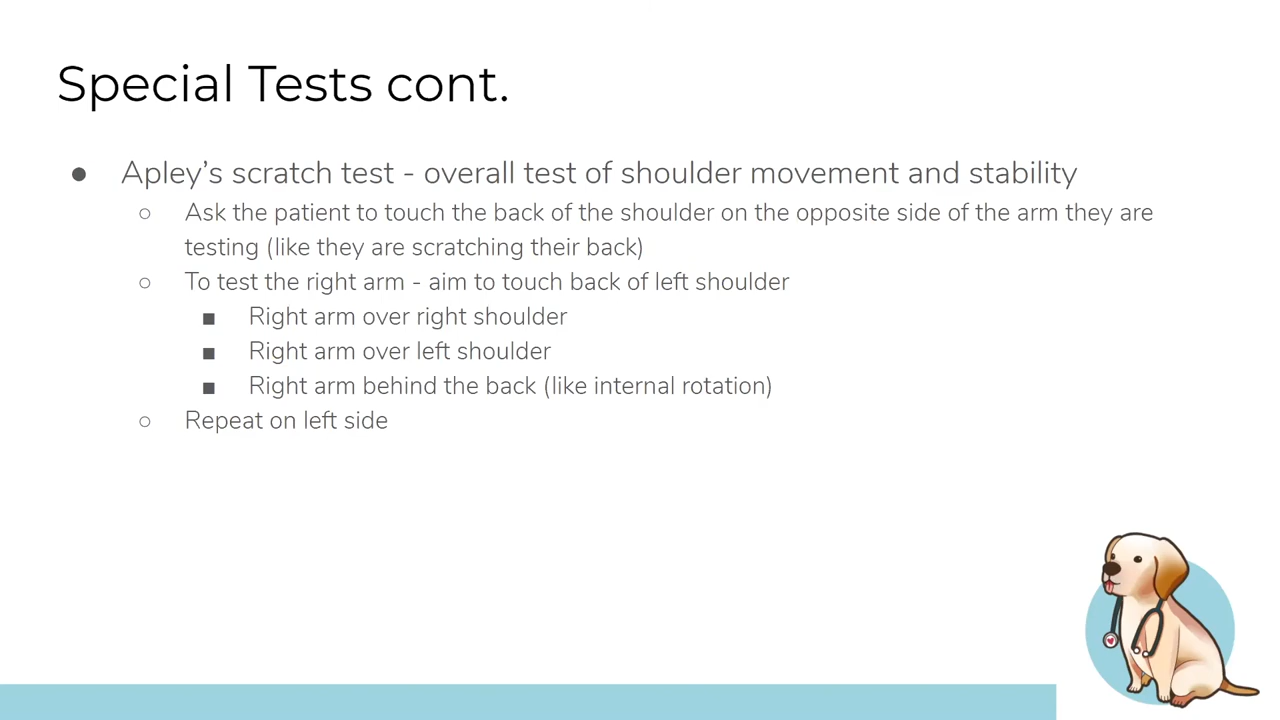 Special Tests cont.
● Apley’s scratch test - overall test of shoulder movement and stability
○ Ask the patient to touch the back of the shoulder on the opposite side of the arm they are
testing (like they are scratching their back)
○ To test the right arm - aim to touch back of left shoulder
■ Right arm over right shoulder
■ Right arm over left shoulder
■ Right arm behind the back (like internal rotation)
○ Repeat on left side